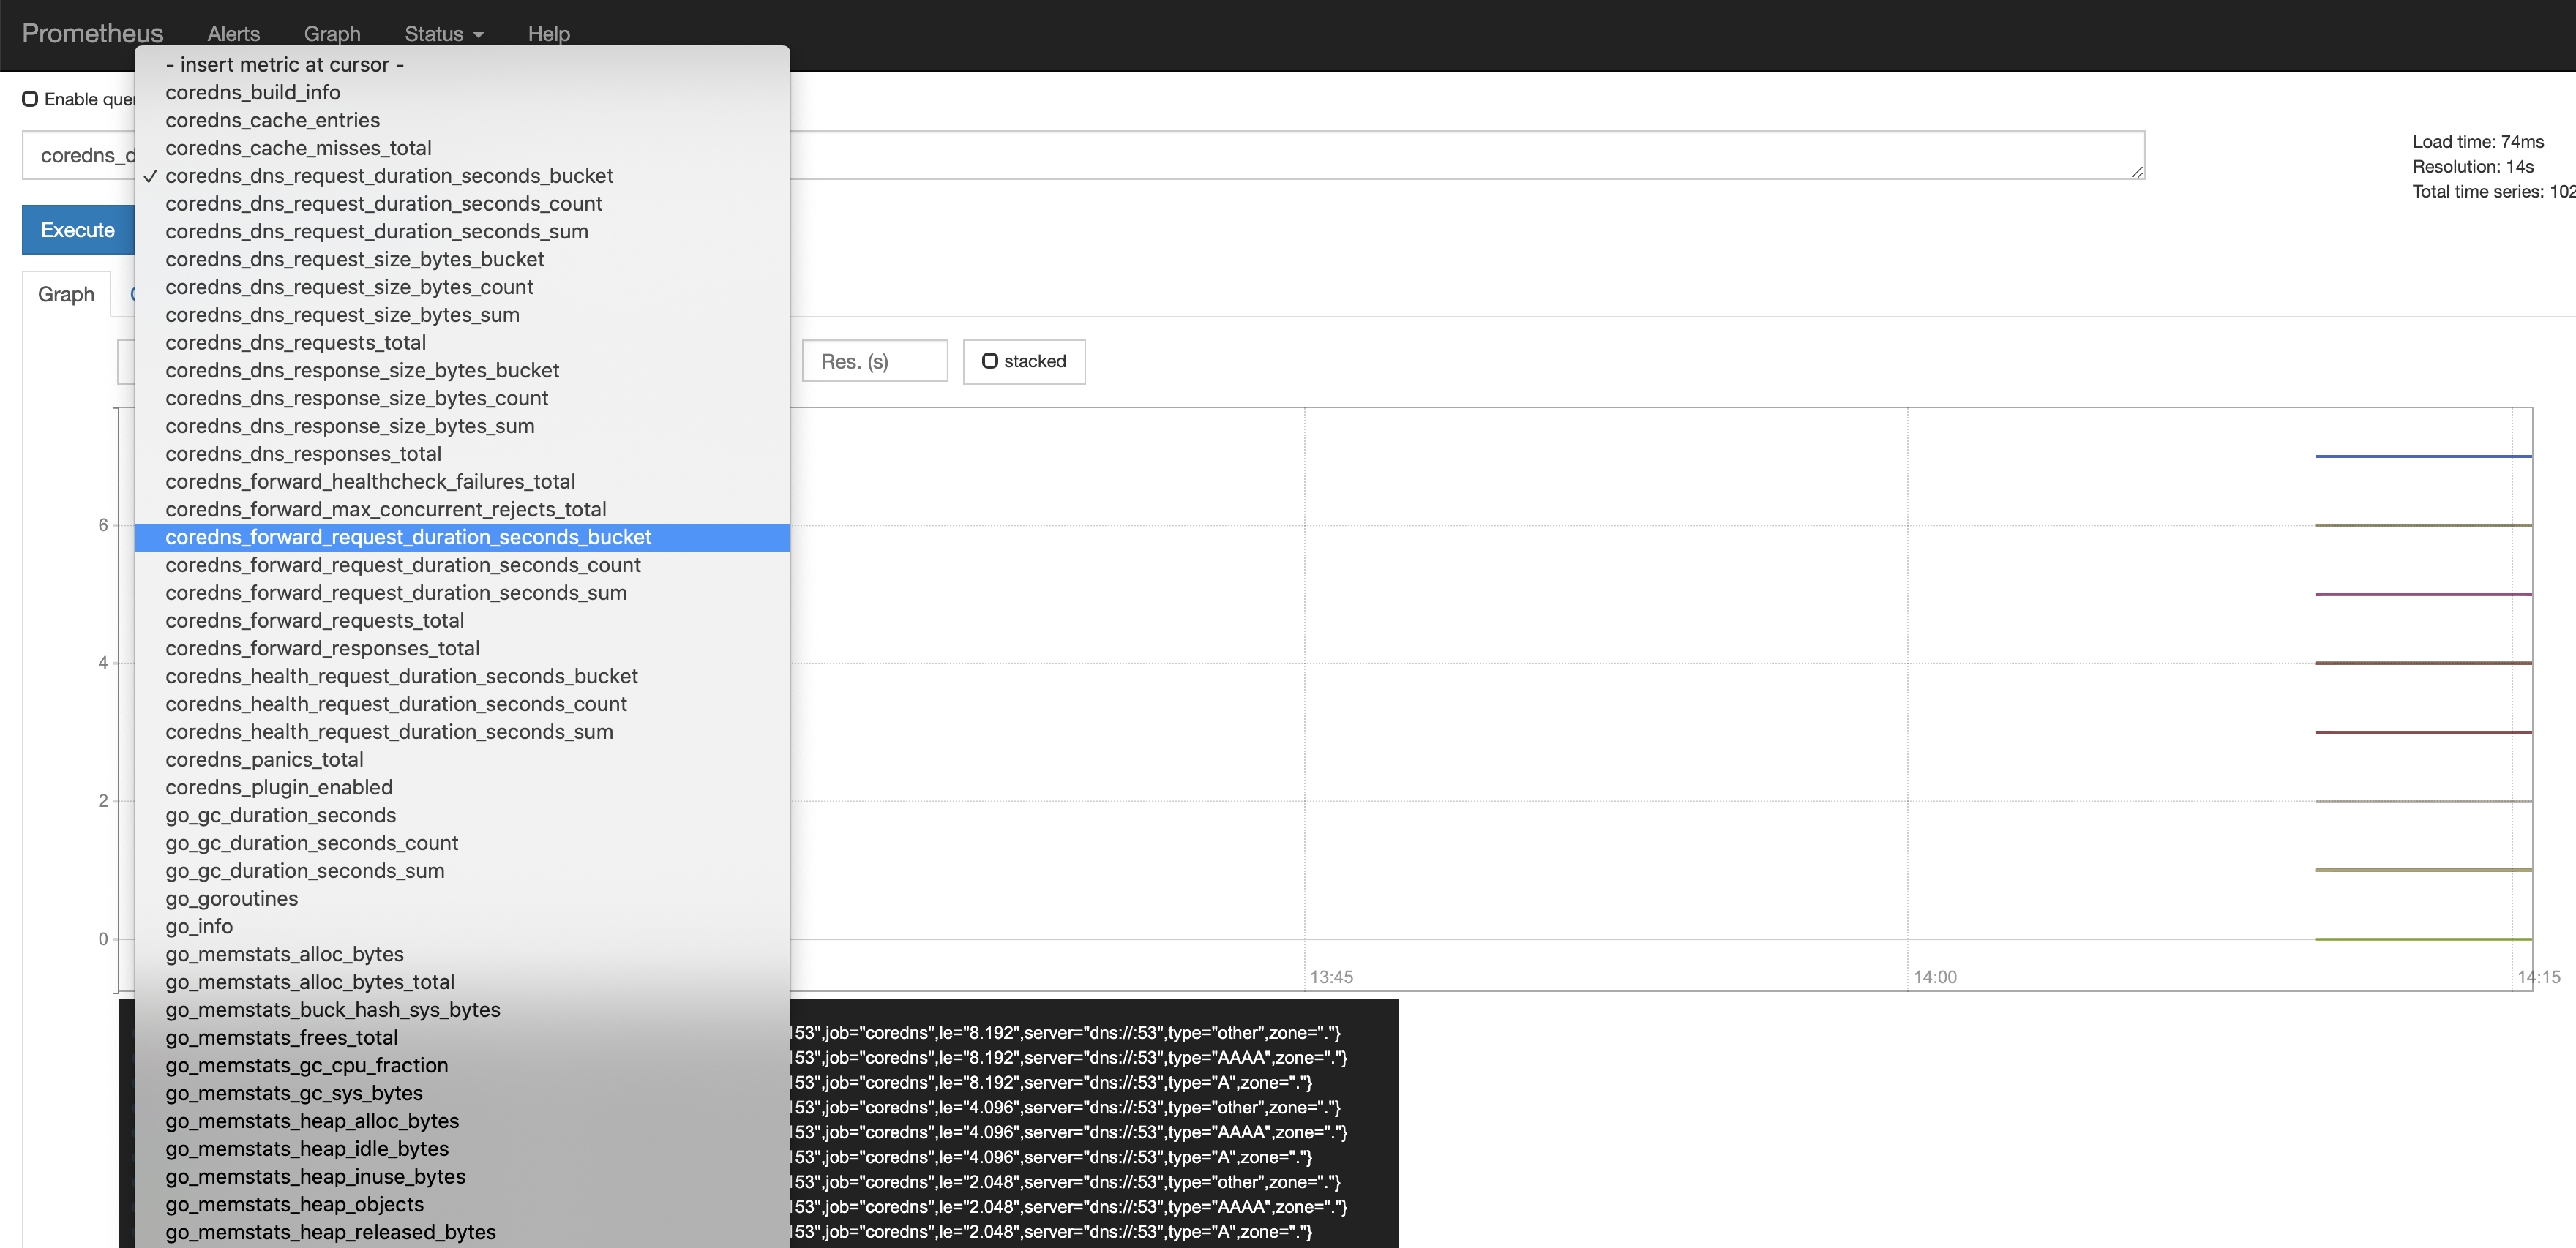 Prometheus Alerts Graph Status Help
- insert metric at cursor -
coredns_build_info
coredns_cache_entries
coredns_cache_misses_total
✓ coredns_dns_request_duration_seconds_bucket
coredns_dns_request_duration_seconds_count
coredns_dns_request_duration_seconds_sum
coredns_dns_request_size_bytes_bucket
coredns_dns_request_size_bytes_count
coredns_dns_request_size_bytes_sum
coredns_dns_requests_total
coredns_dns_response_size_bytes_bucket
coredns_dns_response_size_bytes_count
coredns_dns_response_size_bytes_sum
coredns_dns_responses_total
coredns_forward_healthcheck_failures_total
coredns_forward_max_concurrent_rejects_total
coredns_forward_request_duration_seconds_bucket
coredns_forward_request_duration_seconds_count
coredns_forward_request_duration_seconds_sum
coredns_forward_requests_total
coredns_forward_responses_total
coredns_health_request_duration_seconds_bucket
coredns_health_request_duration_seconds_count
coredns_health_request_duration_seconds_sum
coredns_panics_total
coredns_plugin_enabled
go_gc_duration_seconds
go_gc_duration_seconds_count
go_gc_duration_seconds_sum
go_goroutines
go_info
go_memstats_alloc_bytes
go_memstats_alloc_bytes_total
go_memstats_buck_hash_sys_bytes
go_memstats_frees_total
go_memstats_gc_cpu_fraction
go_memstats_gc_sys_bytes
go_memstats_heap_alloc_bytes
go_memstats_heap_idle_bytes
go_memstats_heap_inuse_bytes
go_memstats_heap_objects
go_memstats_heap_released_bytes
Enable que
coredns_d
Execute
Graph
Load time: 74ms
Resolution: 14s
Total time series: 102
Res. (s)
stacked
6
4
2
0
13:45 14:00 14:15
53",job="coredns",le="8.192",server="dns://:53",type="other",zone="."}
53",job="coredns",le="8.192",server="dns://:53",type="AAAA",zone="."}
53",job="coredns",le="8.192",server="dns://:53",type="A",zone="."}
53",job="coredns",le="4.096",server="dns://:53",type="other",zone="."}
53",job="coredns",le="4.096",server="dns://:53",type="AAAA",zone="."}
53",job="coredns",le="4.096",server="dns://:53",type="A",zone="."}
53",job="coredns",le="2.048",server="dns://:53",type="other",zone="."}
53",job="coredns",le="2.048",server="dns://:53",type="AAAA",zone="."}
53",job="coredns",le="2.048",server="dns://:53",type="A",zone="."}